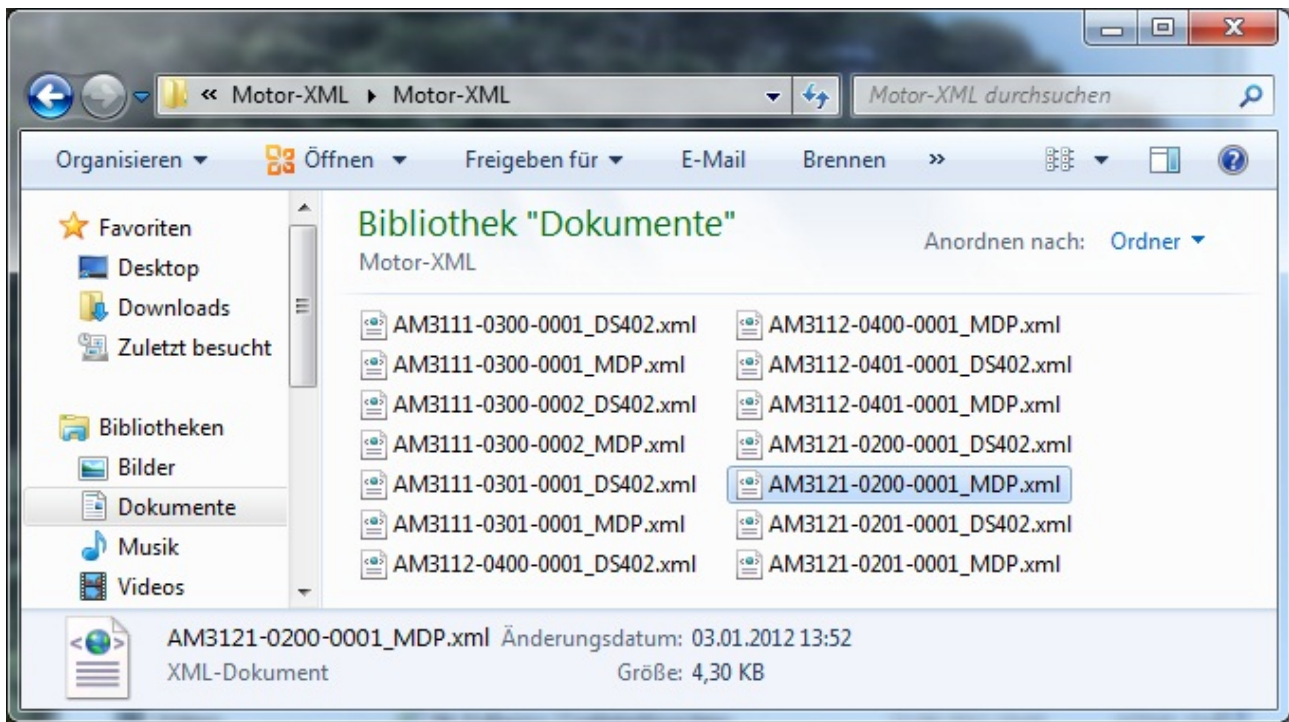 « Motor-XML ▸ Motor-XML
Motor-XML durchsuchen
Organisieren Öffnen Freigeben für E-Mail Brennen »
Favoriten
Desktop
Downloads
Zuletzt besucht
Bibliotheken
Bilder
Dokumente
Musik
Videos
Bibliothek "Dokumente"
Motor-XML
Anordnen nach: Ordner
AM3111-0300-0001_DS402.xml
AM3111-0300-0001_MDP.xml
AM3111-0300-0002_DS402.xml
AM3111-0300-0002_MDP.xml
AM3111-0301-0001_DS402.xml
AM3111-0301-0001_MDP.xml
AM3112-0400-0001_DS402.xml
AM3112-0400-0001_MDP.xml
AM3112-0401-0001_DS402.xml
AM3112-0401-0001_MDP.xml
AM3121-0200-0001_DS402.xml
AM3121-0200-0001_MDP.xml
AM3121-0201-0001_DS402.xml
AM3121-0201-0001_MDP.xml
AM3121-0200-0001_MDP.xml Änderungsdatum: 03.01.2012 13:52
XML-Dokument Größe: 4,30 KB